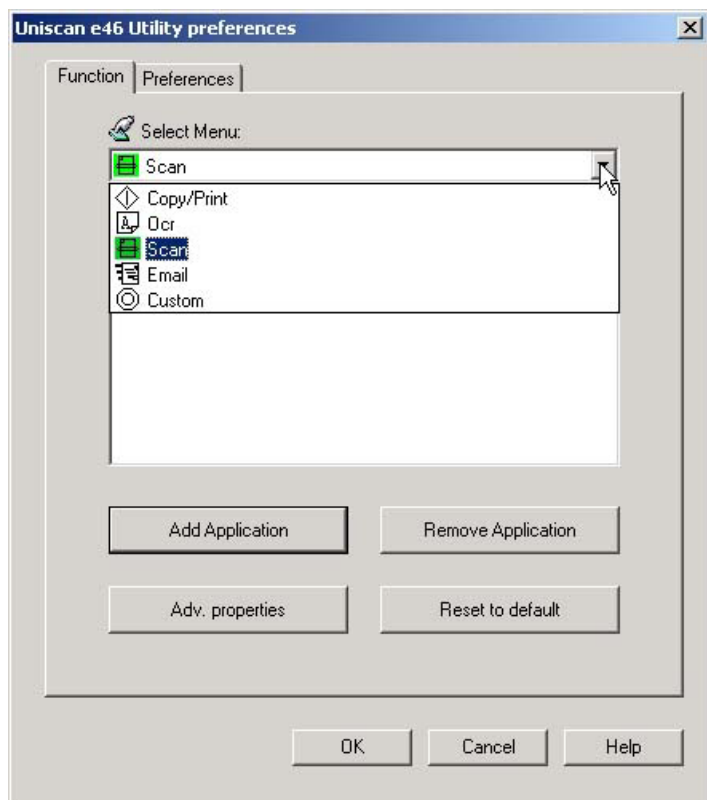 Uniscan e46 Utility preferences
Function Preferences
Select Menu:
Scan
Copy/Print
Ocr
Scan
Email
Custom
Add Application Remove Application
Adv. properties Reset to default
OK Cancel Help